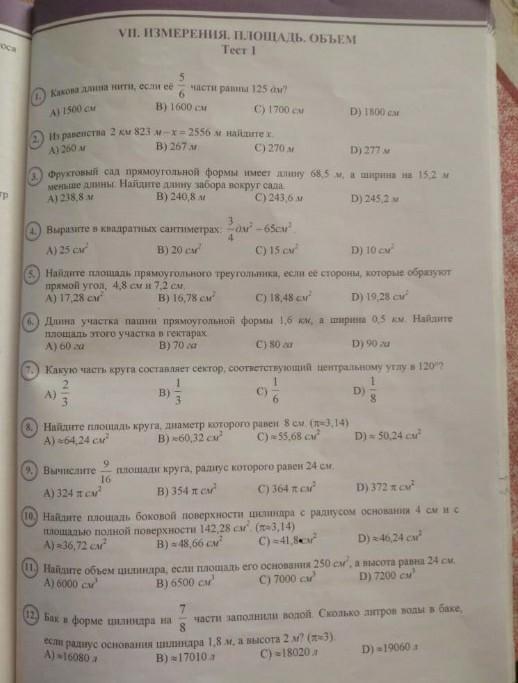 VII. ИЗМЕРЕНИЯ. ПЛОЩАДЬ. ОБЪЕМ
Тест 1
1. Какова длина нити, если её 5/6 части равны 125 дм?
A) 1500 см B) 1600 см C) 1700 см D) 1800 см
2. Из равенства 2 км 823 м – x = 2556 м найдите x.
A) 260 м B) 267 м C) 270 м D) 277 м
3. Фруктовый сад прямоугольной формы имеет длину 68,5 м, а ширина на 15,2 м
меньше длины. Найдите длину забора вокруг сада.
A) 238,8 м B) 240,8 м C) 243,6 м D) 245,2 м
4. Выразите в квадратных сантиметрах: 3/4 дм² – 65см².
A) 25 см² B) 20 см² C) 15 см² D) 10 см²
5. Найдите площадь прямоугольного треугольника, если её стороны, которые образуют
прямой угол, 4,8 см и 7,2 см.
A) 17,28 см² B) 16,78 см² C) 18,48 см² D) 19,28 см²
6. Длина участка пашни прямоугольной формы 1,6 км, а ширина 0,5 км. Найдите
площадь этого участка в гектарах.
A) 60 га B) 70 га C) 80 га D) 90 га
7. Какую часть круга составляет сектор, соответствующий центральному углу в 120°?
A) 2/3 B) 1/3 C) 1/6 D) 1/8
8. Найдите площадь круга, диаметр которого равен 8 см. (π≈3,14)
A) ≈64,24 см² B) ≈60,32 см² C) ≈55,68 см² D) ≈ 50,24 см²
9. Вычислите 9/16 площади круга, радиус которого равен 24 см.
A) 324 π см² B) 354 π см² C) 364 π см² D) 372 π см²
10. Найдите площадь боковой поверхности цилиндра с радиусом основания 4 см и с
площадью полной поверхности 142,28 см². (π≈3,14)
A) ≈36,72 см² B) ≈48,66 см² C) ≈41,8 см² D) ≈46,24 см²
11. Найдите объем цилиндра, если площадь его основания 250 см², а высота равна 24 см.
A) 6000 см³ B) 6500 см³ C) 7000 см³ D) 7200 см³
12. Бак в форме цилиндра на 7/8 части заполнили водой. Сколько литров воды в баке,
если радиус основания цилиндра 1,8 м, а высота 2 м? (π≈3)
A) ≈16080 л B) ≈17010 л C) ≈18020 л D) ≈19060 л